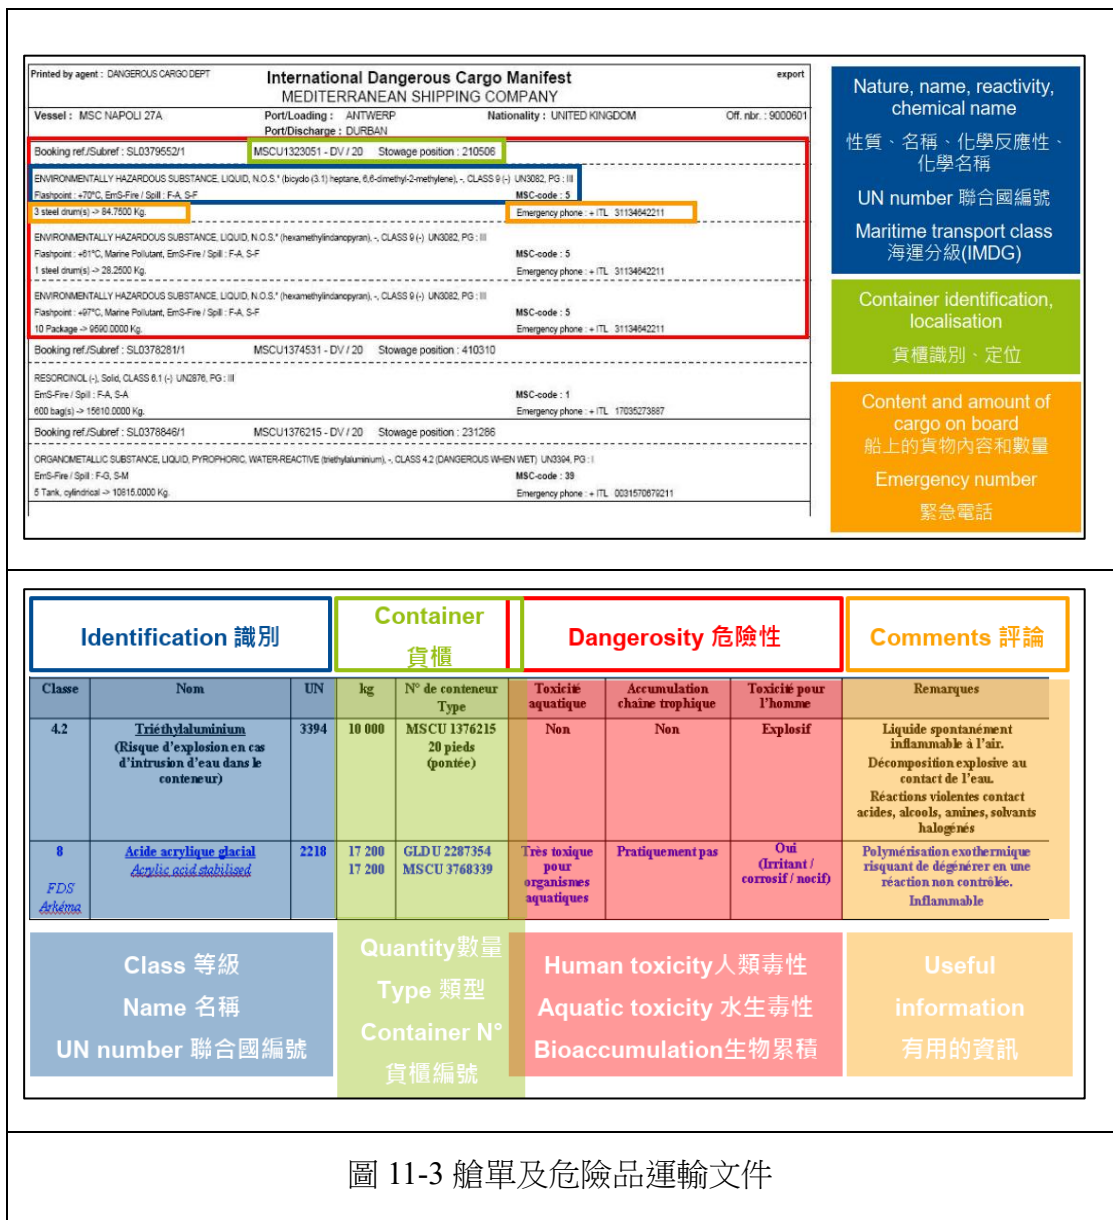 Printed by agent : DANGEROUS CARGO DEPT
International Dangerous Cargo Manifest
export
MEDITERRANEAN SHIPPING COMPANY
Vessel : MSC NAPOLI 27A
Port/Loading : ANTWERP
Nationality : UNITED KINGDOM
Off. nbr. : 9000601
Port/Discharge : DURBAN
Booking ref./Subref : SL0379552/1
MSCU1323051 - DV / 20 Stowage position : 210506
ENVIRONMENTALLY HAZARDOUS SUBSTANCE, LIQUID, N.O.S.* (bicyclo (3.1) heptane, 6,6-dimethyl-2-methylene), -, CLASS 9 (-) UN3082, PG : III
Flashpoint : +70°C, EmS-Fire / Spill : F-A, S-F
MSC-code : 5
3 steel drum(s) -> 84.7500 Kg.
Emergency phone : + ITL 31134642211
ENVIRONMENTALLY HAZARDOUS SUBSTANCE, LIQUID, N.O.S.* (hexamethylindanopyran), -, CLASS 9 (-) UN3082, PG : III
Flashpoint : +61°C, Marine Pollutant, EmS-Fire / Spill : F-A, S-F
MSC-code : 5
1 steel drum(s) -> 28.2500 Kg.
Emergency phone : + ITL 31134642211
ENVIRONMENTALLY HAZARDOUS SUBSTANCE, LIQUID, N.O.S.* (hexamethylindanopyran), -, CLASS 9 (-) UN3082, PG : III
Flashpoint : +97°C, Marine Pollutant, EmS-Fire / Spill : F-A, S-F
MSC-code : 5
10 Package -> 9590.0000 Kg.
Emergency phone : + ITL 31134642211
Booking ref./Subref : SL0378281/1
MSCU1374531 - DV / 20 Stowage position : 410310
RESORCINOL (-), Solid, CLASS 6.1 (-) UN2876, PG : III
EmS-Fire / Spill : F-A, S-A
MSC-code : 1
600 bag(s) -> 15610.0000 Kg.
Emergency phone : + ITL 17035273887
Booking ref./Subref : SL0378846/1
MSCU1376215 - DV / 20 Stowage position : 231286
ORGANOMETALLIC SUBSTANCE, LIQUID, PYROPHORIC, WATER-REACTIVE (triethylaluminium), -, CLASS 4.2 (DANGEROUS WHEN WET) UN3394, PG : I
EmS-Fire / Spill : F-G, S-M
MSC-code : 39
5 Tank, cylindrical -> 10815.0000 Kg.
Emergency phone : + ITL 0031570679211
Nature, name, reactivity,
chemical name
性質、名稱、化學反應性、
化學名稱
UN number 聯合國編號
Maritime transport class
海運分級(IMDG)
Container identification,
localisation
貨櫃識別、定位
Content and amount of
cargo on board
船上的貨物內容和數量
Emergency number
緊急電話
Identification 識別
Container
貨櫃
Dangerosity 危險性
Comments 評論
Classe
Nom
UN
kg
N° de conteneur
Type
Toxicité
aquatique
Accumulation
chaîne trophique
Toxicité pour
l'homme
Remarques
4.2
Triéthylaluminium
(Risque d'explosion en cas
d'intrusion d'eau dans le
conteneur)
3394
10 000
MSCU 1376215
20 pieds
(pontée)
Non
Non
Explosif
Liquide spontanément
inflammable à l'air.
Décomposition explosive au
contact de l'eau.
Réactions violentes contact
acides, alcools, amines, solvants
halogénés
8
FDS
Arkéma
Acide acrylique glacial
Acrylic acid stabilised
2218
17 200
17 200
GLDU 2287354
MSCU 3768339
Très toxique
pour
organismes
aquatiques
Pratiquement pas
Oui
(Irritant /
corrosif / nocif)
Polymérisation exothermique
risquant de dégénérer en une
réaction non contrôlée.
Inflammable
Class 等級
Name 名稱
UN number 聯合國編號
Quantity數量
Type 類型
Container N°
貨櫃編號
Human toxicity人類毒性
Aquatic toxicity 水生毒性
Bioaccumulation生物累積
Useful
information
有用的資訊
圖 11-3 艙單及危險品運輸文件